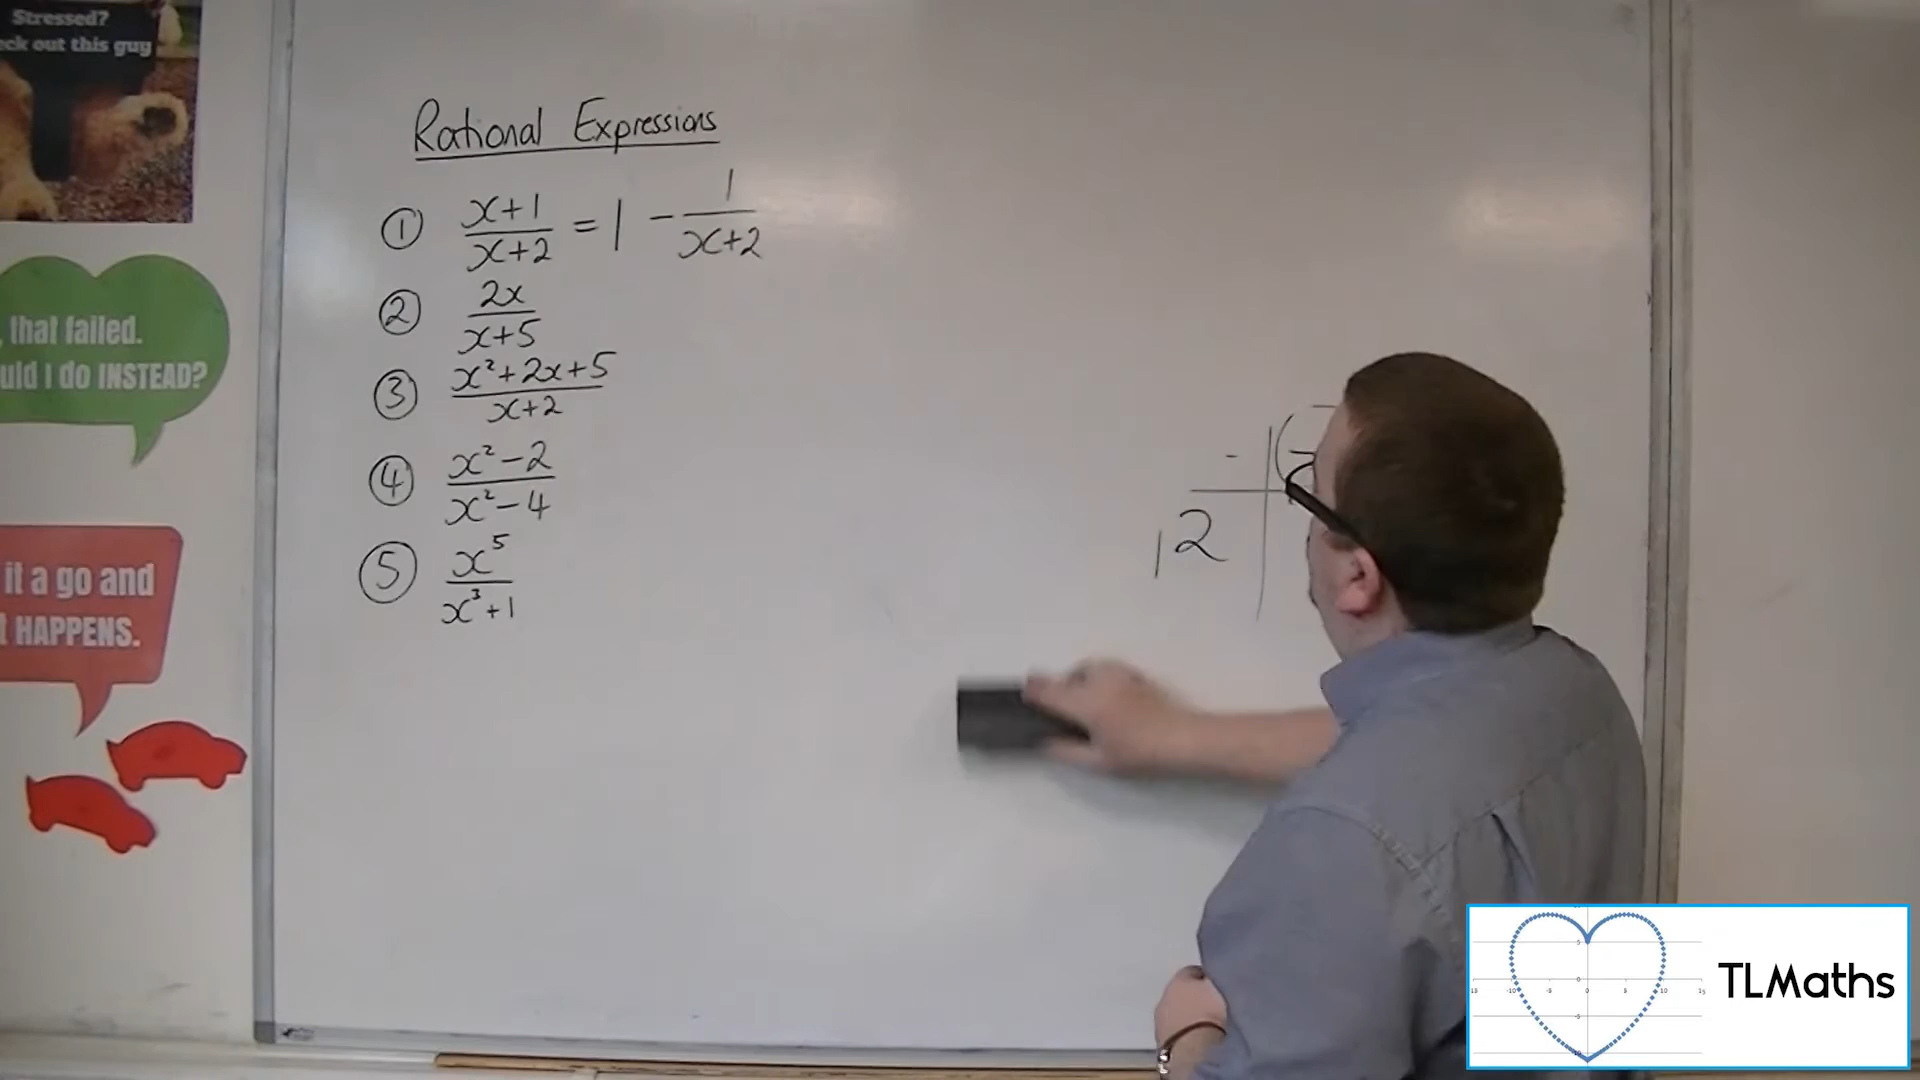 Stressed?
eck out this guy
Rational Expressions
① x+1/x+2 = 1 - 1/x+2
② 2x/x+5
③ x²+2x+5/x+2
④ x²-2/x²-4
⑤ x⁵/x³+1
, that failed.
uld I do INSTEAD?
it a go and
HAPPENS.
2
TLMaths